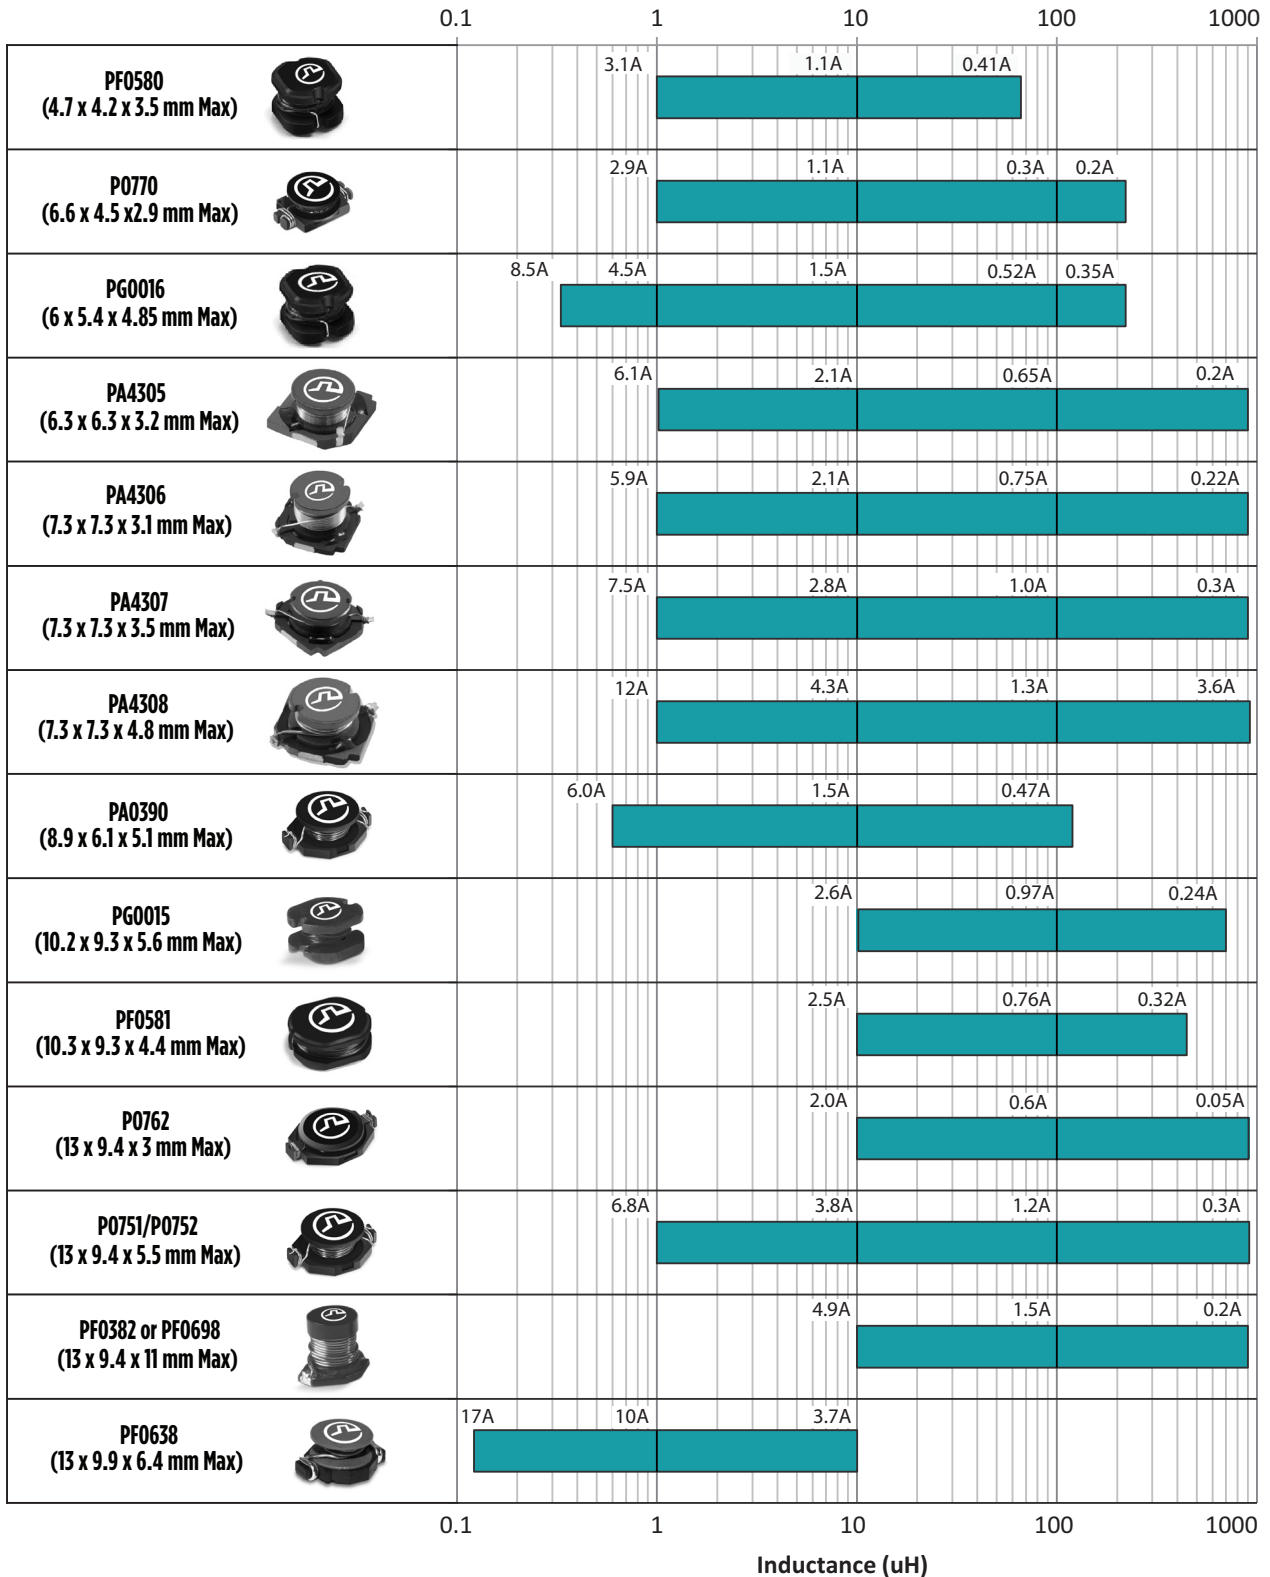 0.1 1 10 100 1000
PF0580
(4.7 x 4.2 x 3.5 mm Max)
3.1A 1.1A 0.41A
P0770
(6.6 x 4.5 x2.9 mm Max)
2.9A 1.1A 0.3A 0.2A
PG0016
(6 x 5.4 x 4.85 mm Max)
8.5A 4.5A 1.5A 0.52A 0.35A
PA4305
(6.3 x 6.3 x 3.2 mm Max)
6.1A 2.1A 0.65A 0.2A
PA4306
(7.3 x 7.3 x 3.1 mm Max)
5.9A 2.1A 0.75A 0.22A
PA4307
(7.3 x 7.3 x 3.5 mm Max)
7.5A 2.8A 1.0A 0.3A
PA4308
(7.3 x 7.3 x 4.8 mm Max)
12A 4.3A 1.3A 3.6A
PA0390
(8.9 x 6.1 x 5.1 mm Max)
6.0A 1.5A 0.47A
PG0015
(10.2 x 9.3 x 5.6 mm Max)
2.6A 0.97A 0.24A
PF0581
(10.3 x 9.3 x 4.4 mm Max)
2.5A 0.76A 0.32A
P0762
(13 x 9.4 x 3 mm Max)
2.0A 0.6A 0.05A
P0751/P0752
(13 x 9.4 x 5.5 mm Max)
6.8A 3.8A 1.2A 0.3A
PF0382 or PF0698
(13 x 9.4 x 11 mm Max)
4.9A 1.5A 0.2A
PF0638
(13 x 9.9 x 6.4 mm Max)
17A 10A 3.7A
0.1 1 10 100 1000
Inductance (uH)